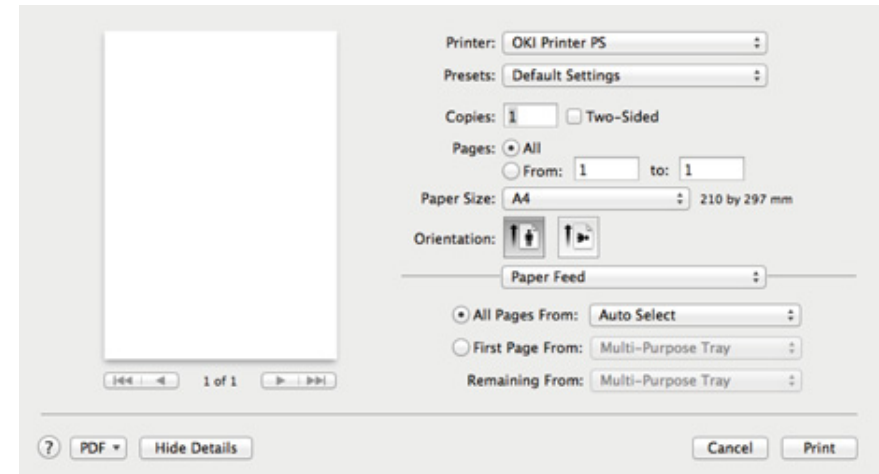 Printer: OKI Printer PS
Presets: Default Settings
Copies: 1 Two-Sided
Pages: All
From: 1 to: 1
Paper Size: A4 210 by 297 mm
Orientation:
Paper Feed
All Pages From: Auto Select
First Page From: Multi-Purpose Tray
1 of 1
Remaining From: Multi-Purpose Tray
? PDF Hide Details Cancel Print